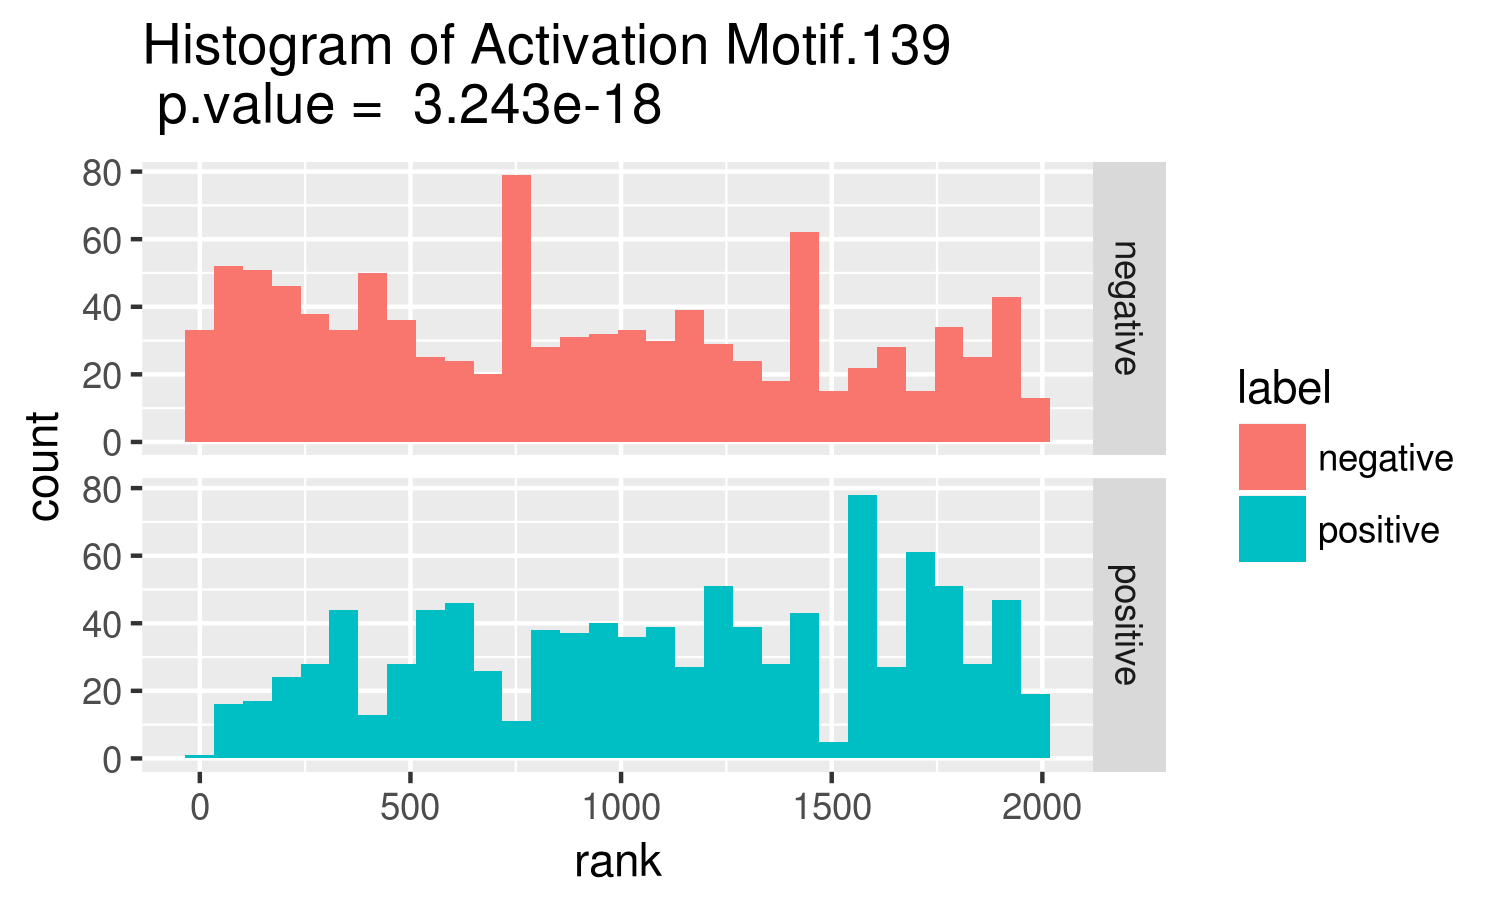 Histogram of Activation Motif.139
p.value = 3.243e-18
count
80
60
40
20
0
negative
80
60
40
20
0
positive
0 500 1000 1500 2000
rank
label
negative
positive